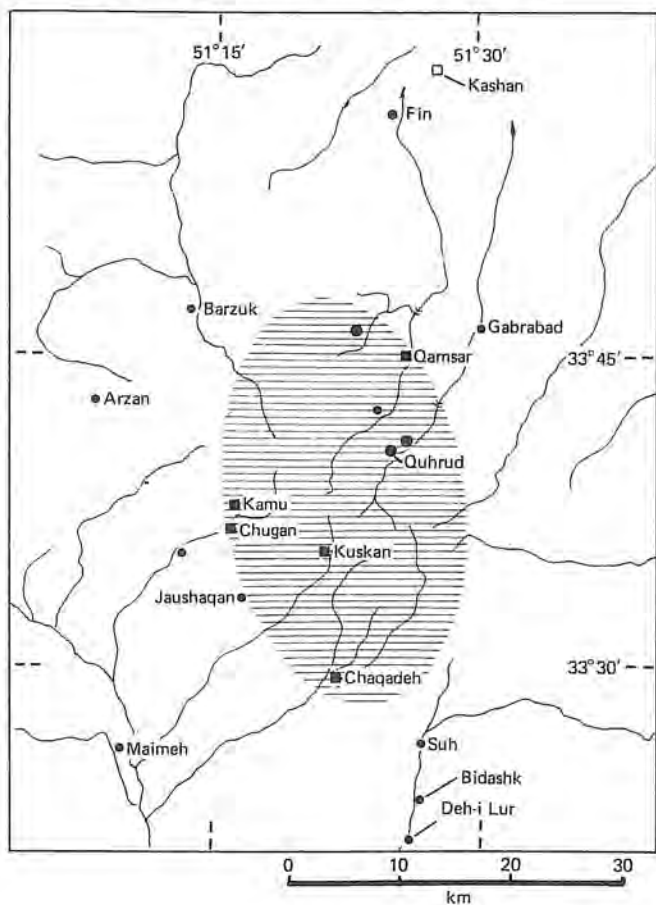 51°15′
51°30′
Kashan
Fin
Barzuk
Gabrabad
Qamsar
33°45′
Arzan
Quhrud
Kamu
Chugan
Kuskan
Jaushaqan
33°30′
Chaqadeh
Maimeh
Suh
Bidashk
Deh-i Lur
0 10 20 30
km